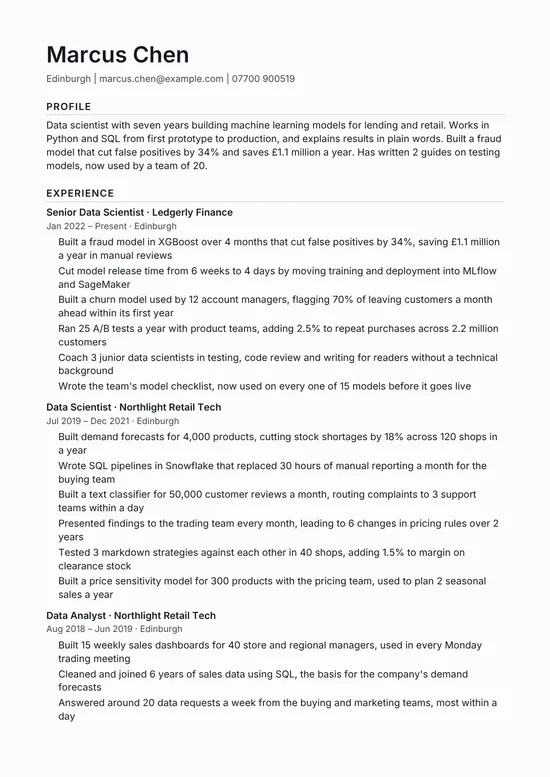 Marcus Chen
Edinburgh | marcus.chen@example.com | 07700 900519
PROFILE
Data scientist with seven years building machine learning models for lending and retail. Works in
Python and SQL from first prototype to production, and explains results in plain words. Built a fraud
model that cut false positives by 34% and saves £1.1 million a year. Has written 2 guides on testing
models, now used by a team of 20.
EXPERIENCE
Senior Data Scientist · Ledgerly Finance
Jan 2022 – Present · Edinburgh
Built a fraud model in XGBoost over 4 months that cut false positives by 34%, saving £1.1 million
a year in manual reviews
Cut model release time from 6 weeks to 4 days by moving training and deployment into MLflow
and SageMaker
Built a churn model used by 12 account managers, flagging 70% of leaving customers a month
ahead within its first year
Ran 25 A/B tests a year with product teams, adding 2.5% to repeat purchases across 2.2 million
customers
Coach 3 junior data scientists in testing, code review and writing for readers without a technical
background
Wrote the team's model checklist, now used on every one of 15 models before it goes live
Data Scientist · Northlight Retail Tech
Jul 2019 – Dec 2021 · Edinburgh
Built demand forecasts for 4,000 products, cutting stock shortages by 18% across 120 shops in
a year
Wrote SQL pipelines in Snowflake that replaced 30 hours of manual reporting a month for the
buying team
Built a text classifier for 50,000 customer reviews a month, routing complaints to 3 support
teams within a day
Presented findings to the trading team every month, leading to 6 changes in pricing rules over 2
years
Tested 3 markdown strategies against each other in 40 shops, adding 1.5% to margin on
clearance stock
Built a price sensitivity model for 300 products with the pricing team, used to plan 2 seasonal
sales a year
Data Analyst · Northlight Retail Tech
Aug 2018 – Jun 2019 · Edinburgh
Built 15 weekly sales dashboards for 40 store and regional managers, used in every Monday
trading meeting
Cleaned and joined 6 years of sales data using SQL, the basis for the company's demand
forecasts
Answered around 20 data requests a week from the buying and marketing teams, most within a
day